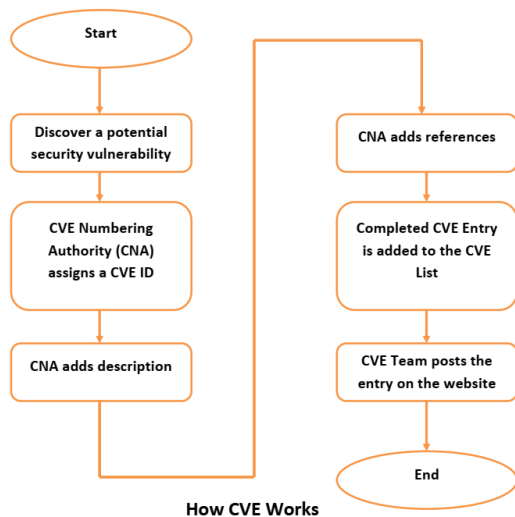 Start
Discover a potential
security vulnerability
CVE Numbering
Authority (CNA)
assigns a CVE ID
CNA adds description
CNA adds references
Completed CVE Entry
is added to the CVE
List
CVE Team posts the
entry on the website
End
How CVE Works